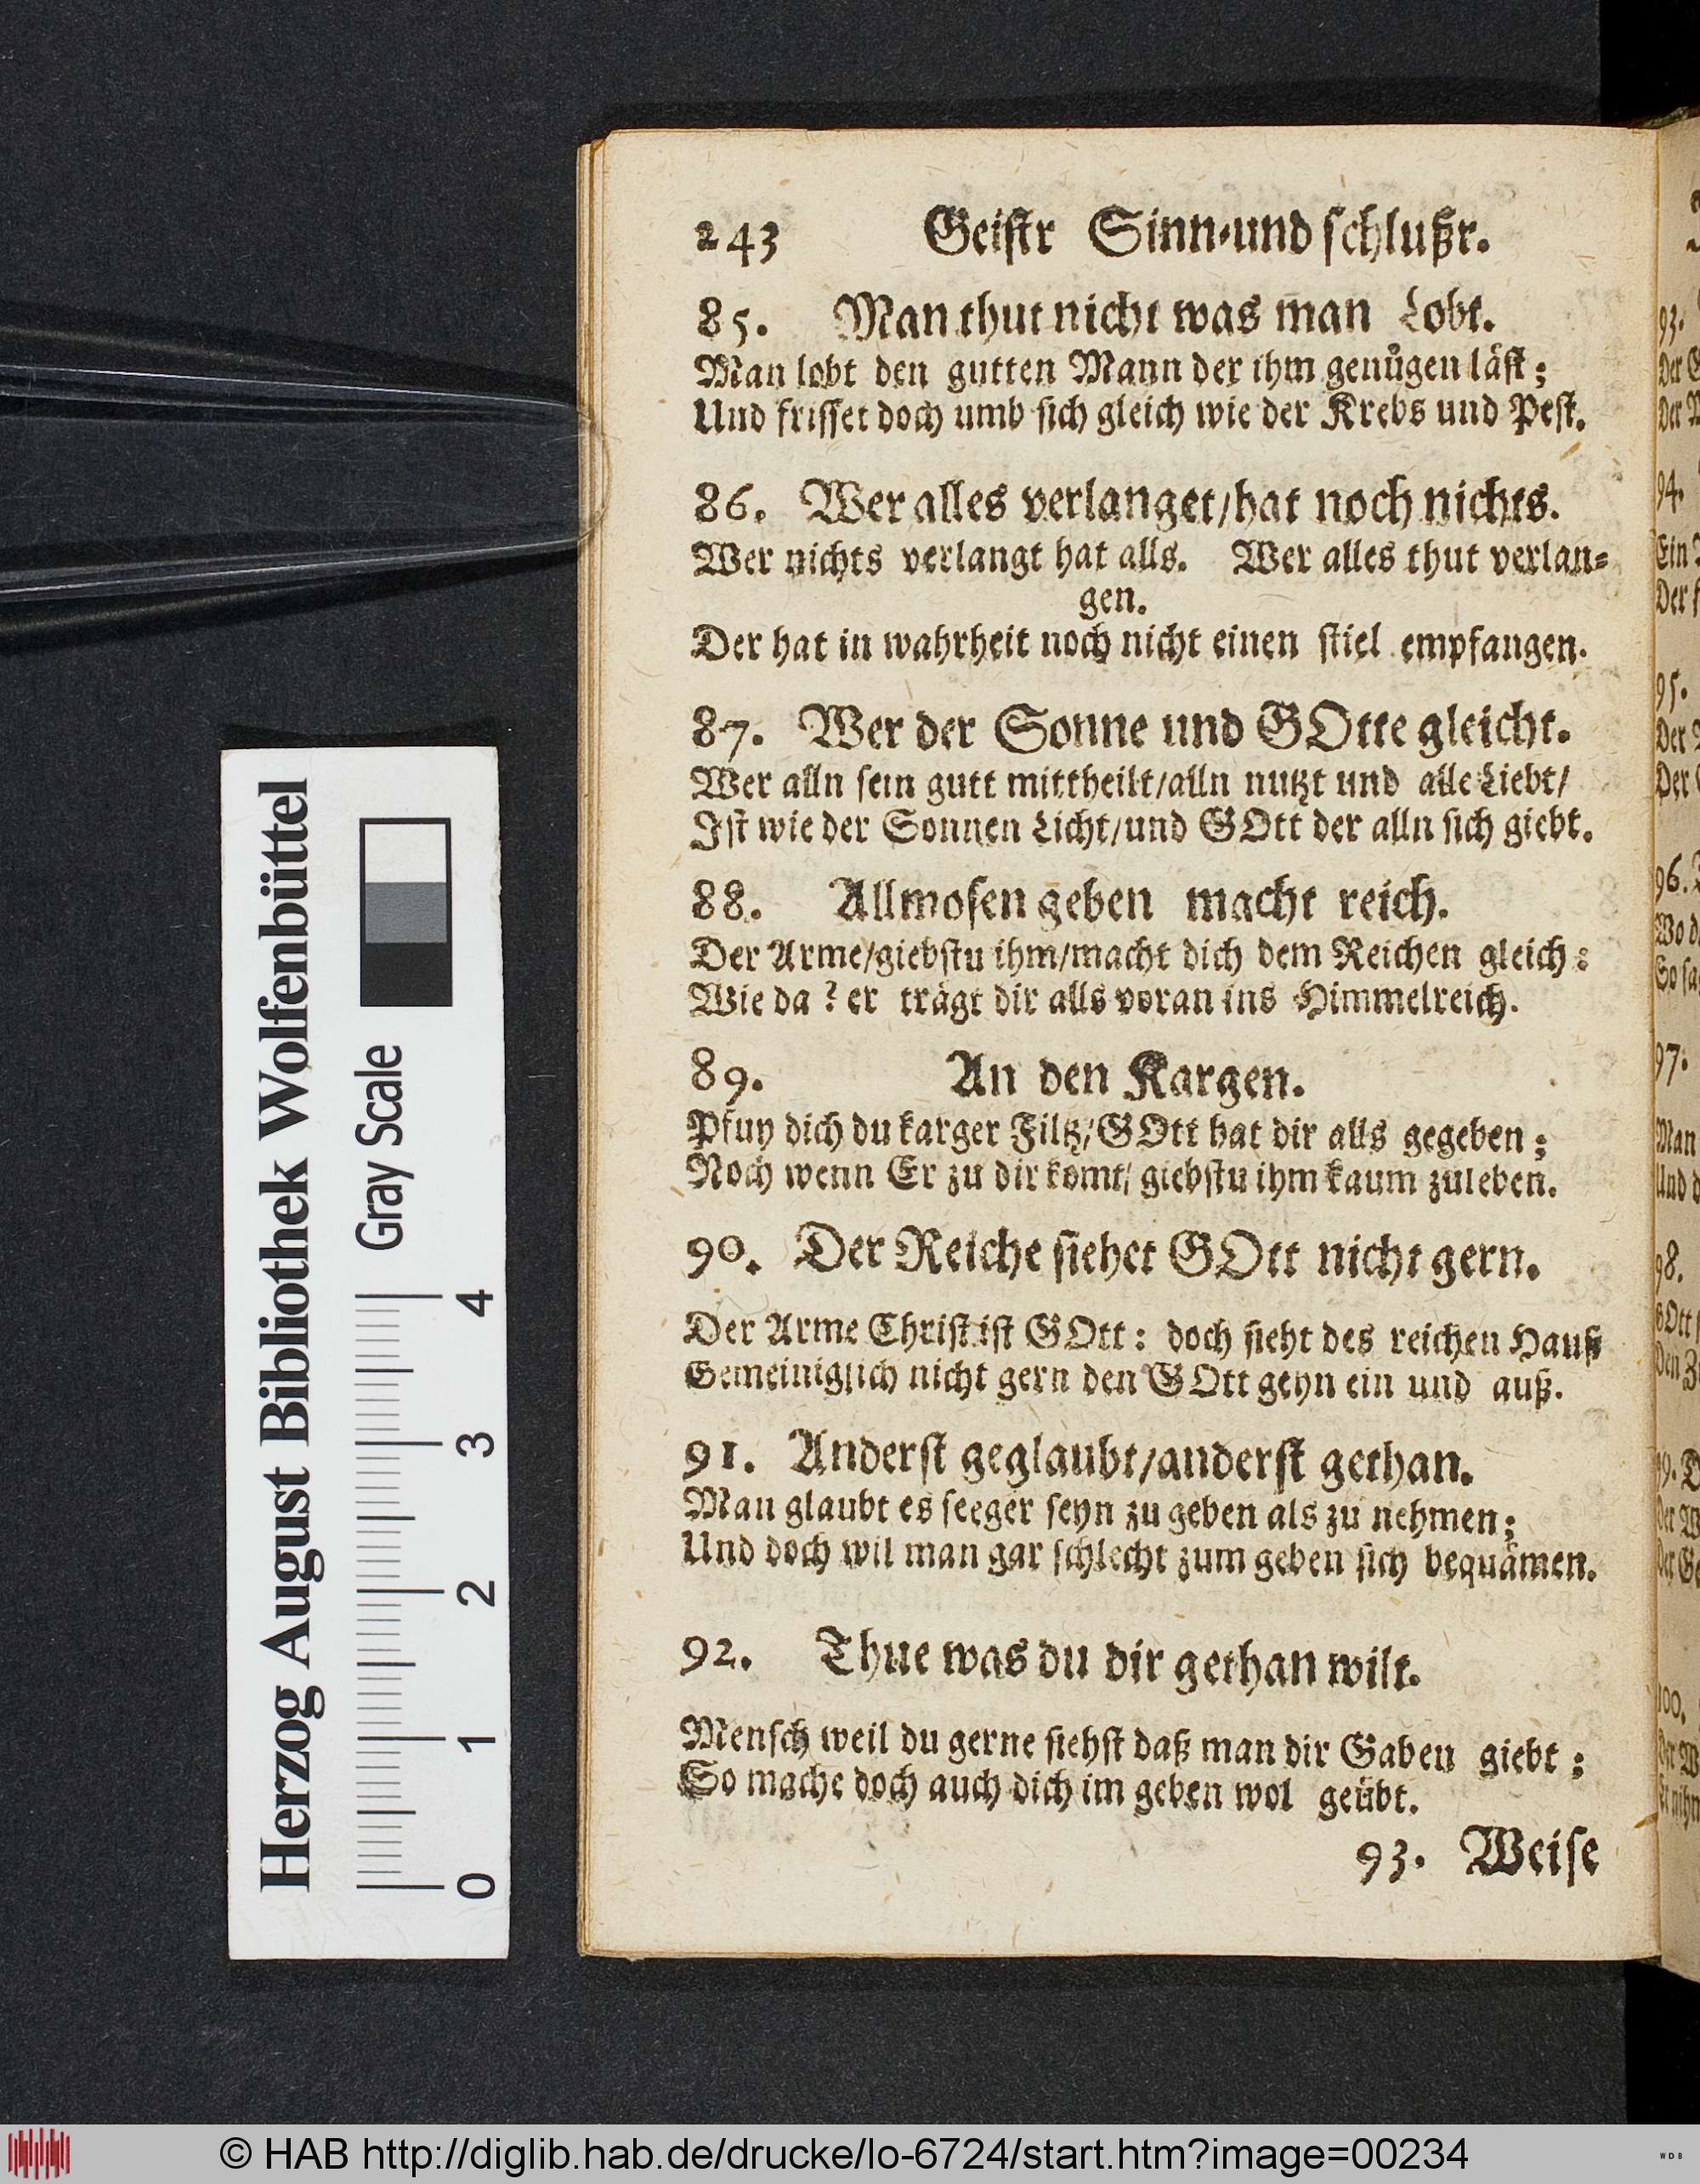 243 Geistr Sinn-und schlußr.
85. Man thut nicht was man Lobt.
Man lobt den gutten Mann der ihm genůgen låst;
Und frisset doch umb sich gleich wie der Krebs und Pest.
86. Wer alles verlanget/hat noch nichts.
Wer nichts verlangt hat alls. Wer alles thut verlan-
gen.
Der hat in wahrheit noch nicht einen stiel empfangen.
87. Wer der Sonne und GOtte gleicht.
Wer alln sein gutt mittheilt/alln nutzt und alle Liebt/
Ist wie der Sonnen Licht/und GOtt der alln sich giebt.
88. Allmosen geben macht reich.
Der Arme/giebstu ihm/macht dich dem Reichen gleich:
Wie da? er trägt dir alls voran ins Himmelreich.
89. An den Kargen.
Pfuy dich du karger Filtz/GOtt hat dir alls gegeben;
Noch wenn Er zu dir komt/ giebstu ihm kaum zuleben.
90. Der Reiche siehet GOtt nicht gern.
Der Arme Christ ist GOtt: doch sieht des reichen Hauß
Gemeiniglich nicht gern den GOtt geyn ein und auß.
91. Anderst geglaubt/anderst gethan.
Man glaubt es seeger seyn zu geben als zu nehmen;
Und doch wil man gar schlecht zum geben sich bequämen.
92. Thue was du dir gethan wilt.
Mensch weil du gerne siehst daß man dir Gaben giebt;
So mache doch auch dich im geben wol geübt.
93. Weise
93.
94.
95.
96.
97.
Man
98.
Herzog August Bibliothek Wolfenbüttel
Gray Scale
4
3
2
1
0
© HAB http://diglib.hab.de/drucke/lo-6724/start.htm?image=00234
WDB